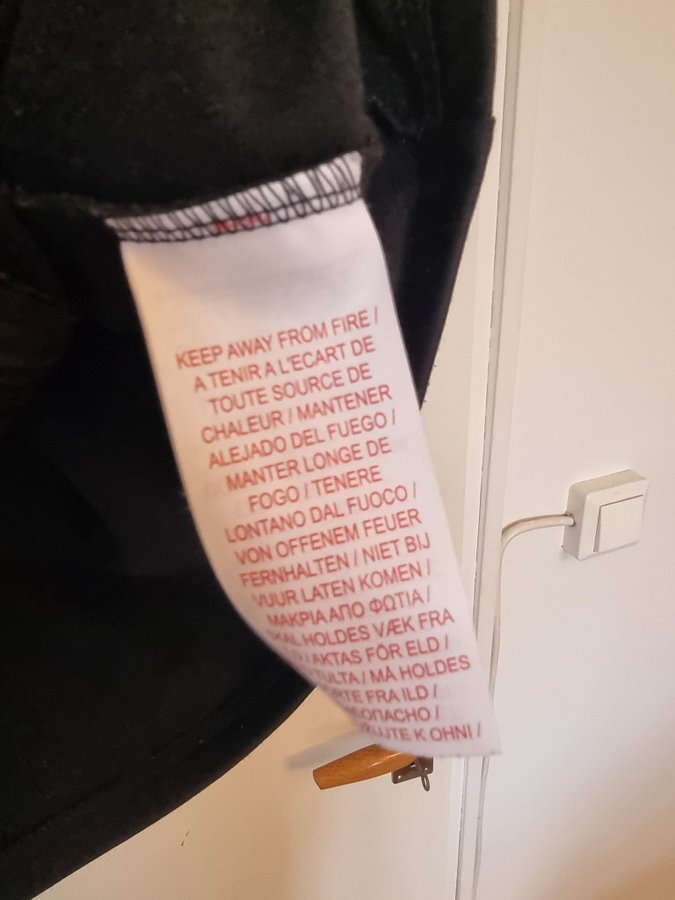 KEEP AWAY FROM FIRE /
A TENIR A L'ECART DE
TOUTE SOURCE DE
CHALEUR / MANTENER
ALEJADO DEL FUEGO /
MANTER LONGE DE
FOGO / TENERE
LONTANO DAL FUOCO /
VON OFFENEM FEUER
FERNHALTEN / NIET BIJ
VUUR LATEN KOMEN /
ΜΑΚΡΙΑ ΑΠΟ ΦΩΤΙΑ /
HOLDES VÆK FRA
/ AKTAS FÖR ELD /
/ MÅ HOLDES
FRA ILD /
K OHNI /